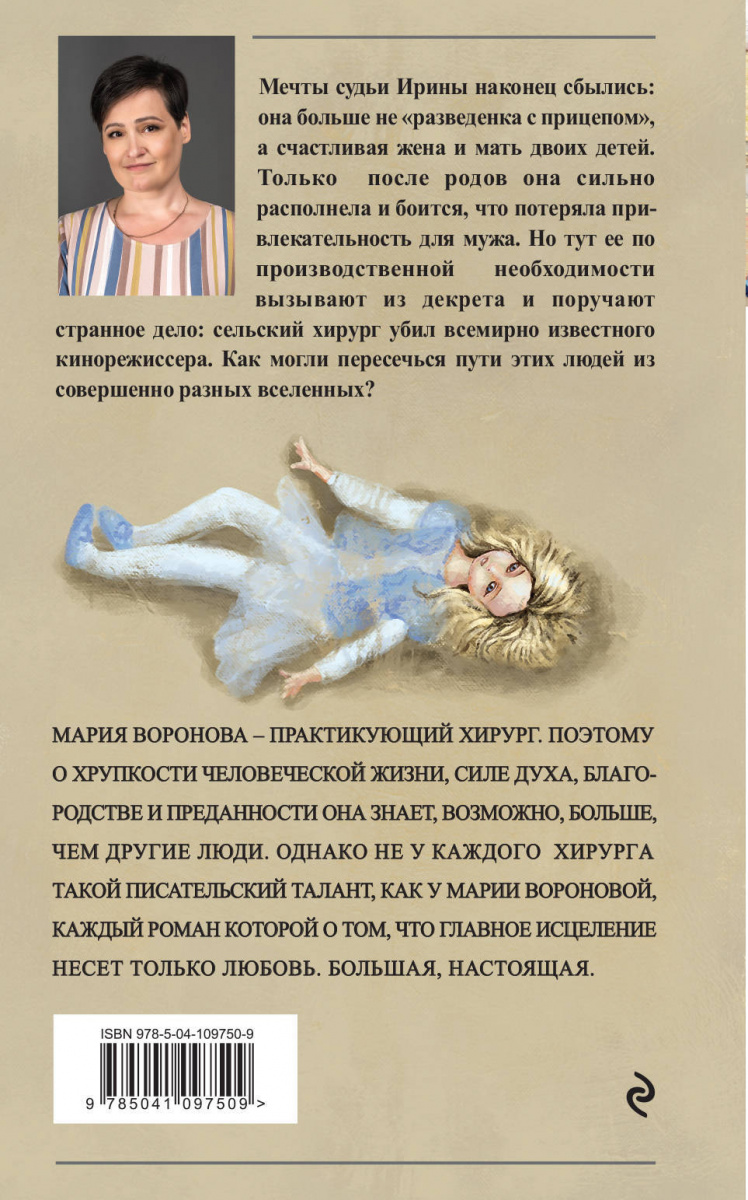 Мечты судьи Ирины наконец сбылись:
она больше не «разведенка с прицепом»,
а счастливая жена и мать двоих детей.
Только после родов она сильно
располнела и боится, что потеряла при-
влекательность для мужа. Но тут ее по
производственной необходимости
вызывают из декрета и поручают
странное дело: сельский хирург убил всемирно известного
кинорежиссера. Как могли пересечься пути этих людей из
совершенно разных вселенных?
МАРИЯ ВОРОНОВА – ПРАКТИКУЮЩИЙ ХИРУРГ. ПОЭТОМУ
О ХРУПКОСТИ ЧЕЛОВЕЧЕСКОЙ ЖИЗНИ, СИЛЕ ДУХА, БЛАГО-
РОДСТВЕ И ПРЕДАННОСТИ ОНА ЗНАЕТ, ВОЗМОЖНО, БОЛЬШЕ,
ЧЕМ ДРУГИЕ ЛЮДИ. ОДНАКО НЕ У КАЖДОГО ХИРУРГА
ТАКОЙ ПИСАТЕЛЬСКИЙ ТАЛАНТ, КАК У МАРИИ ВОРОНОВОЙ,
КАЖДЫЙ РОМАН КОТОРОЙ О ТОМ, ЧТО ГЛАВНОЕ ИСЦЕЛЕНИЕ
НЕСЕТ ТОЛЬКО ЛЮБОВЬ. БОЛЬШАЯ, НАСТОЯЩАЯ.
ISBN 978-5-04-109750-9
9 785041 097509 >